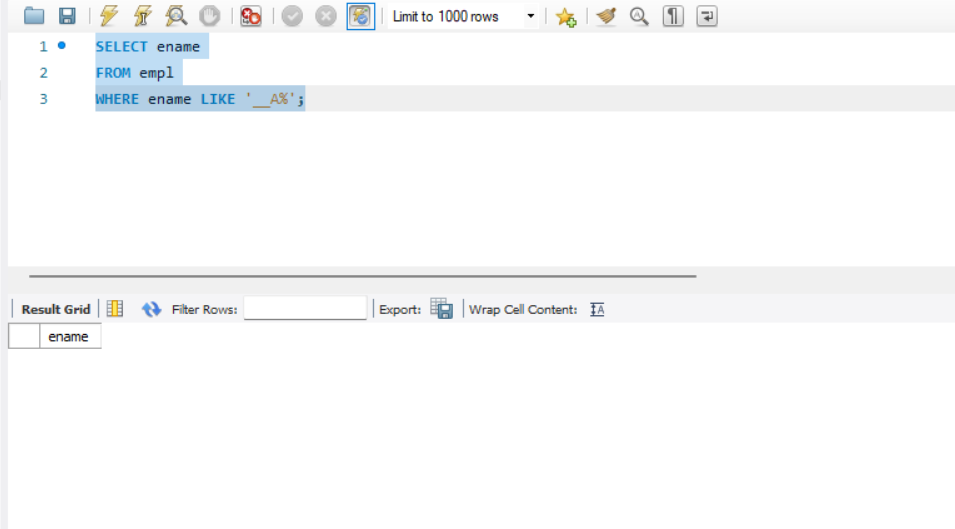 Limit to 1000 rows
1 SELECT ename
2 FROM empl
3 WHERE ename LIKE '__A%';
Result Grid Filter Rows: Export: Wrap Cell Content:
ename